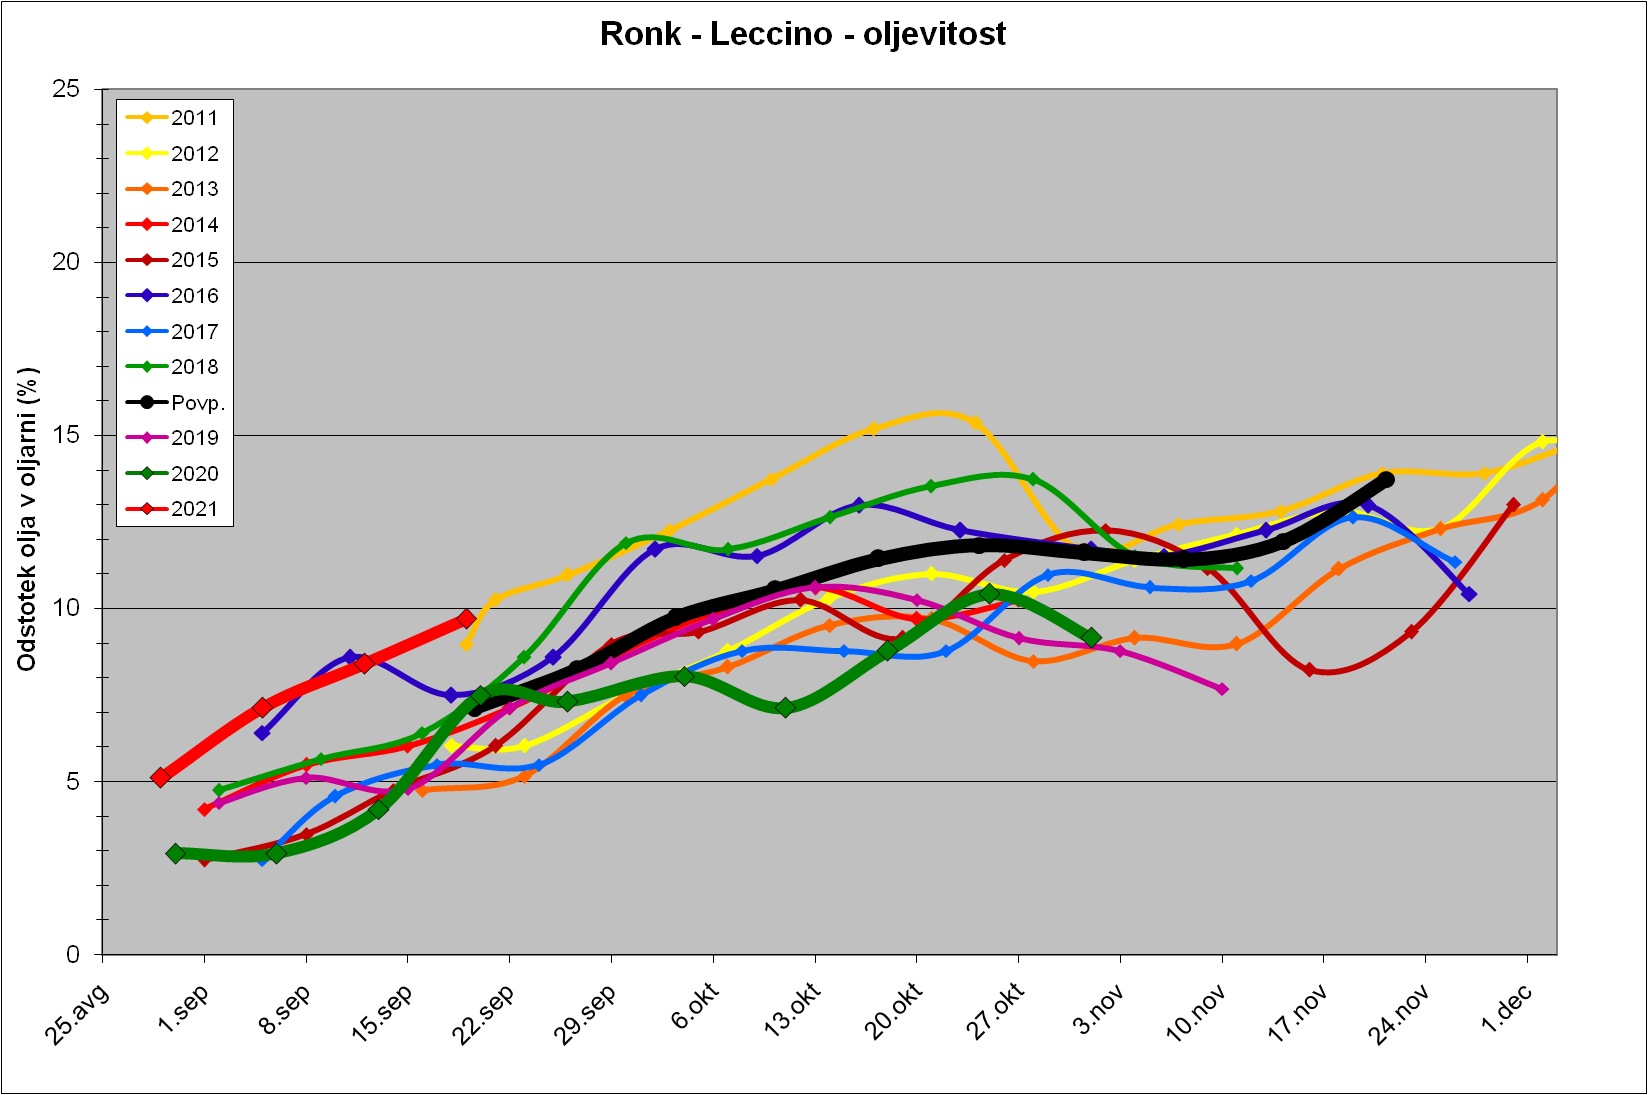 Ronk - Leccino - oljevitost
Odstotek olja v oljarni (%)
25
20
15
10
5
0
2011
2012
2013
2014
2015
2016
2017
2018
Povp.
2019
2020
2021
25.avg
1.sep
8.sep
15.sep
22.sep
29.sep
6.okt
13.okt
20.okt
27.okt
3.nov
10.nov
17.nov
24.nov
1.dec